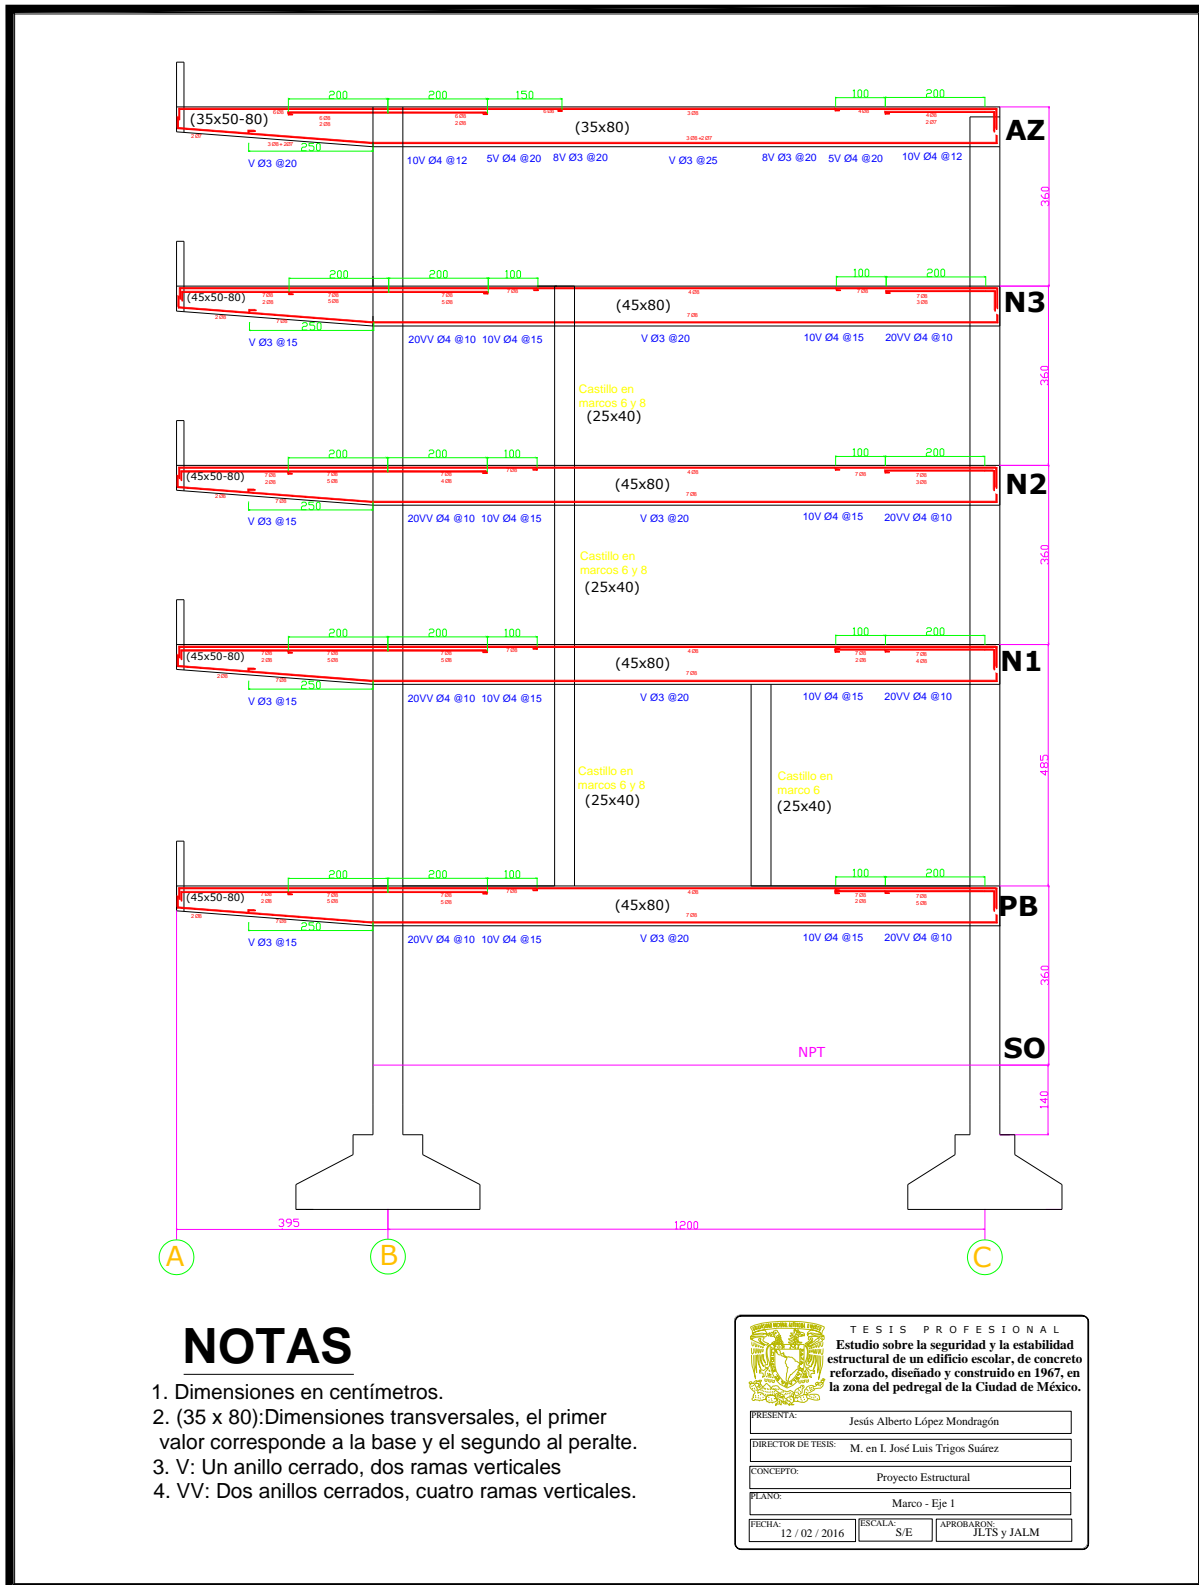 200 200 150 100 200
(35x50-80) (35x80) AZ
250
V Ø3 @20 10V Ø4 @12 5V Ø4 @20 8V Ø3 @20 V Ø3 @25 8V Ø3 @20 5V Ø4 @20 10V Ø4 @12
360
200 200 100 100 200
(45x50-80) (45x80) N3
250
V Ø3 @15 20VV Ø4 @10 10V Ø4 @15 V Ø3 @20 10V Ø4 @15 20VV Ø4 @10
360
Castillo en
marcos 6 y 8
(25x40)
200 200 100 100 200
(45x50-80) (45x80) N2
250
V Ø3 @15 20VV Ø4 @10 10V Ø4 @15 V Ø3 @20 10V Ø4 @15 20VV Ø4 @10
360
Castillo en
marcos 6 y 8
(25x40)
200 200 100 100 200
(45x50-80) (45x80) N1
250
V Ø3 @15 20VV Ø4 @10 10V Ø4 @15 V Ø3 @20 10V Ø4 @15 20VV Ø4 @10
485
Castillo en
marcos 6 y 8
(25x40)
Castillo en
marco 6
(25x40)
200 200 100 100 200
(45x50-80) (45x80) PB
250
V Ø3 @15 20VV Ø4 @10 10V Ø4 @15 V Ø3 @20 10V Ø4 @15 20VV Ø4 @10
360
NPT SO
140
395 1200
A B C
NOTAS
1. Dimensiones en centímetros.
2. (35 x 80):Dimensiones transversales, el primer
valor corresponde a la base y el segundo al peralte.
3. V: Un anillo cerrado, dos ramas verticales
4. VV: Dos anillos cerrados, cuatro ramas verticales.
TESIS PROFESIONAL
Estudio sobre la seguridad y la estabilidad
estructural de un edificio escolar, de concreto
reforzado, diseñado y construido en 1967, en
la zona del pedregal de la Ciudad de México.
PRESENTA: Jesús Alberto López Mondragón
DIRECTOR DE TESIS: M. en I. José Luis Trigos Suárez
CONCEPTO: Proyecto Estructural
PLANO: Marco - Eje 1
FECHA: 12 / 02 / 2016 ESCALA: S/E APROBARON: JLTS y JALM